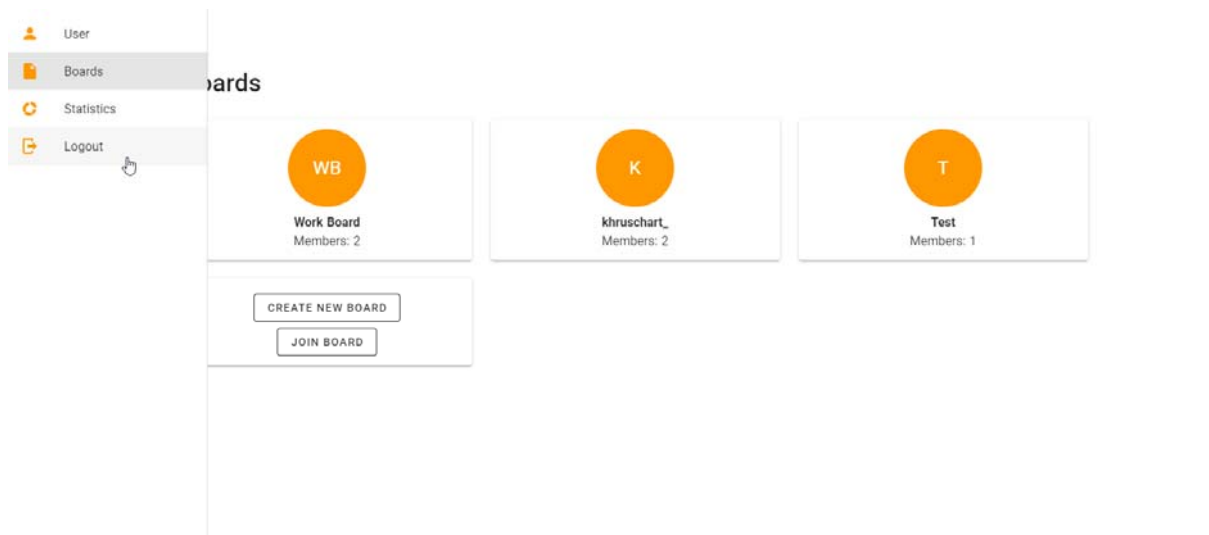 User
Boards
Statistics
Logout
oards
WB
Work Board
Members: 2
K
khruschart_
Members: 2
T
Test
Members: 1
CREATE NEW BOARD
JOIN BOARD